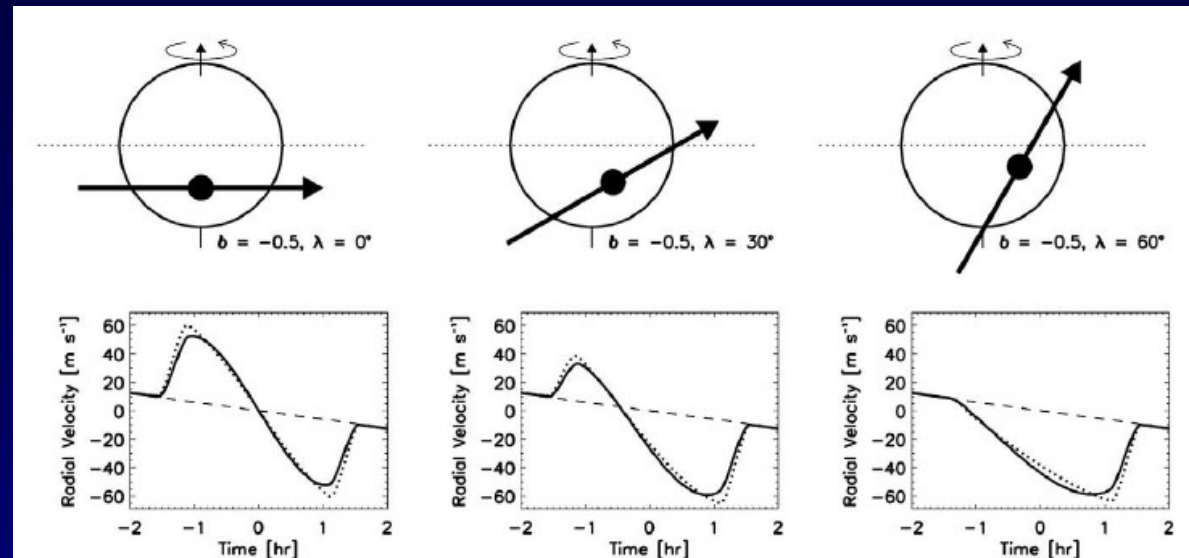 b = −0.5, λ = 0°
b = −0.5, λ = 30°
b = −0.5, λ = 60°
Radial Velocity [m s⁻¹]
60
40
20
0
−20
−40
−60
−2 −1 0 1 2
Time [hr]
Radial Velocity [m s⁻¹]
60
40
20
0
−20
−40
−60
−2 −1 0 1 2
Time [hr]
Radial Velocity [m s⁻¹]
60
40
20
0
−20
−40
−60
−2 −1 0 1 2
Time [hr]